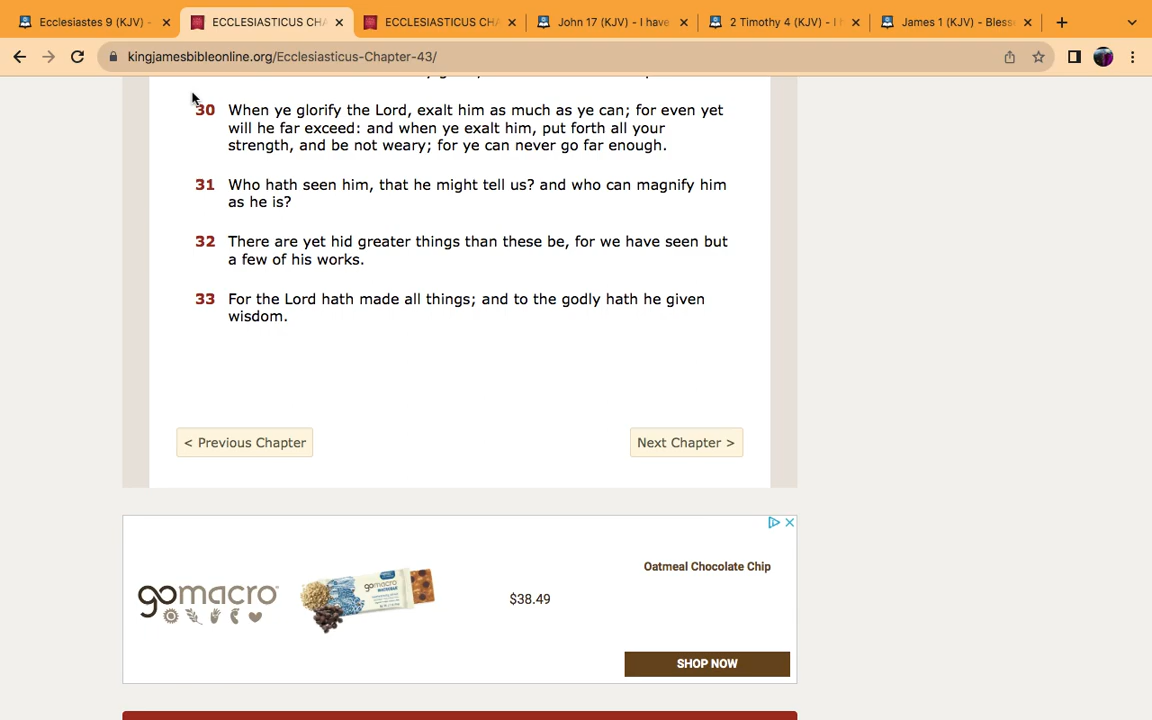 Ecclesiastes 9 (KJV) -
ECCLESIASTICUS CHA
ECCLESIASTICUS CHA
John 17 (KJV) - I have
2 Timothy 4 (KJV) - I h
James 1 (KJV) - Blesse
kingjamesbibleonline.org/Ecclesiasticus-Chapter-43/
30 When ye glorify the Lord, exalt him as much as ye can; for even yet
will he far exceed: and when ye exalt him, put forth all your
strength, and be not weary; for ye can never go far enough.
31 Who hath seen him, that he might tell us? and who can magnify him
as he is?
32 There are yet hid greater things than these be, for we have seen but
a few of his works.
33 For the Lord hath made all things; and to the godly hath he given
wisdom.
< Previous Chapter
Next Chapter >
gomacro
gomacro
Oatmeal Chocolate Chip
$38.49
SHOP NOW